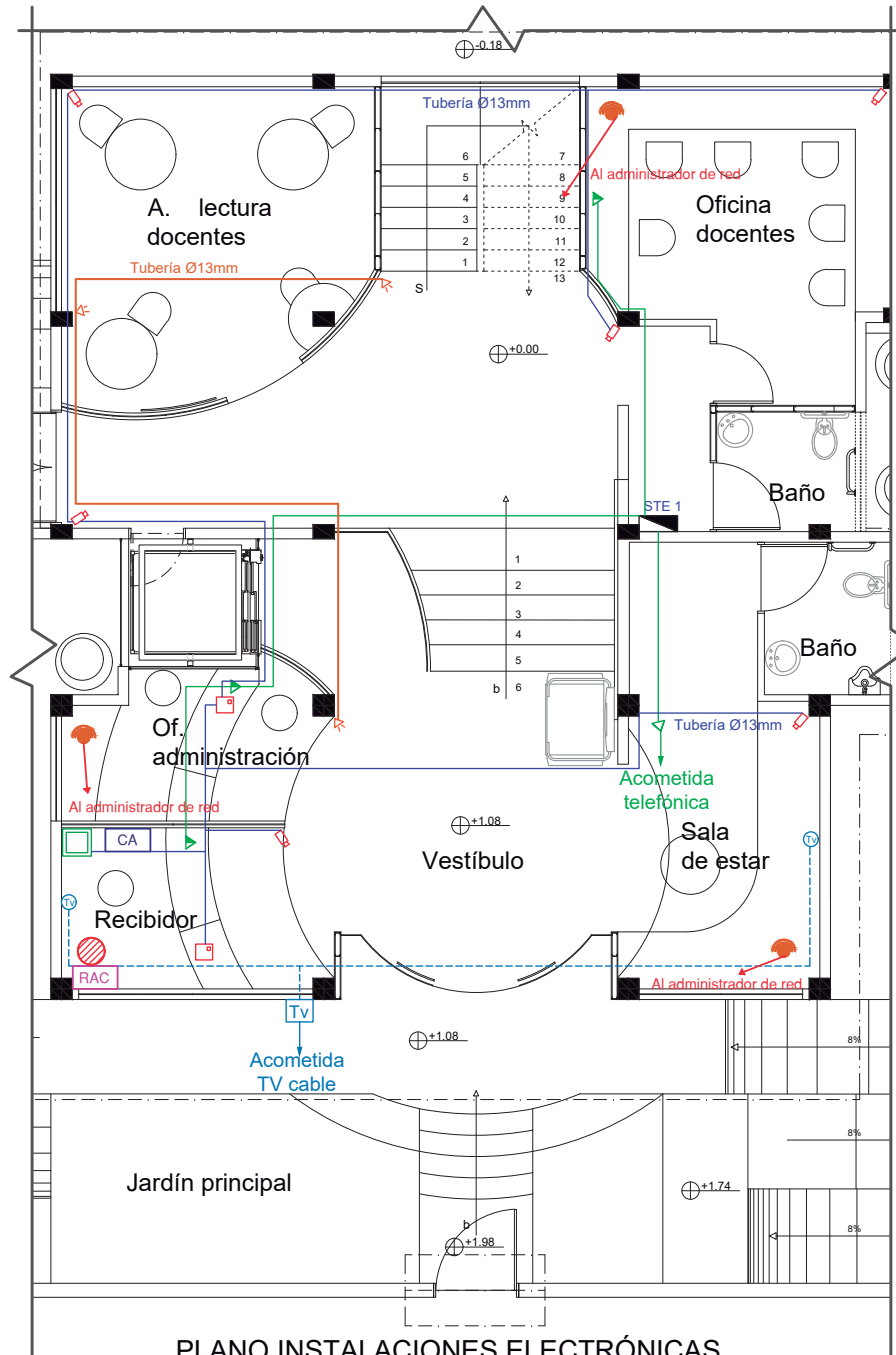 -0.18
Tubería Ø13mm
6
7
5
8
Al administrador de red
4
9
A. lectura
docentes
Oficina
docentes
3
10
2
11
1
12
13
Tubería Ø13mm
S
+0.00
Baño
STE 1
1
2
3
4
5
b
6
Baño
Of.
administración
Tubería Ø13mm
Al administrador de red
Acometida
telefónica
+1.08
CA
Vestíbulo
Sala
de estar
Tv
Tv
Recibidor
RAC
Al administrador de red
Tv
+1.08
8%
Acometida
TV cable
8%
Jardín principal
+1.74
b
+1.98
8%
PLANO INSTALACIONES ELECTRÓNICAS